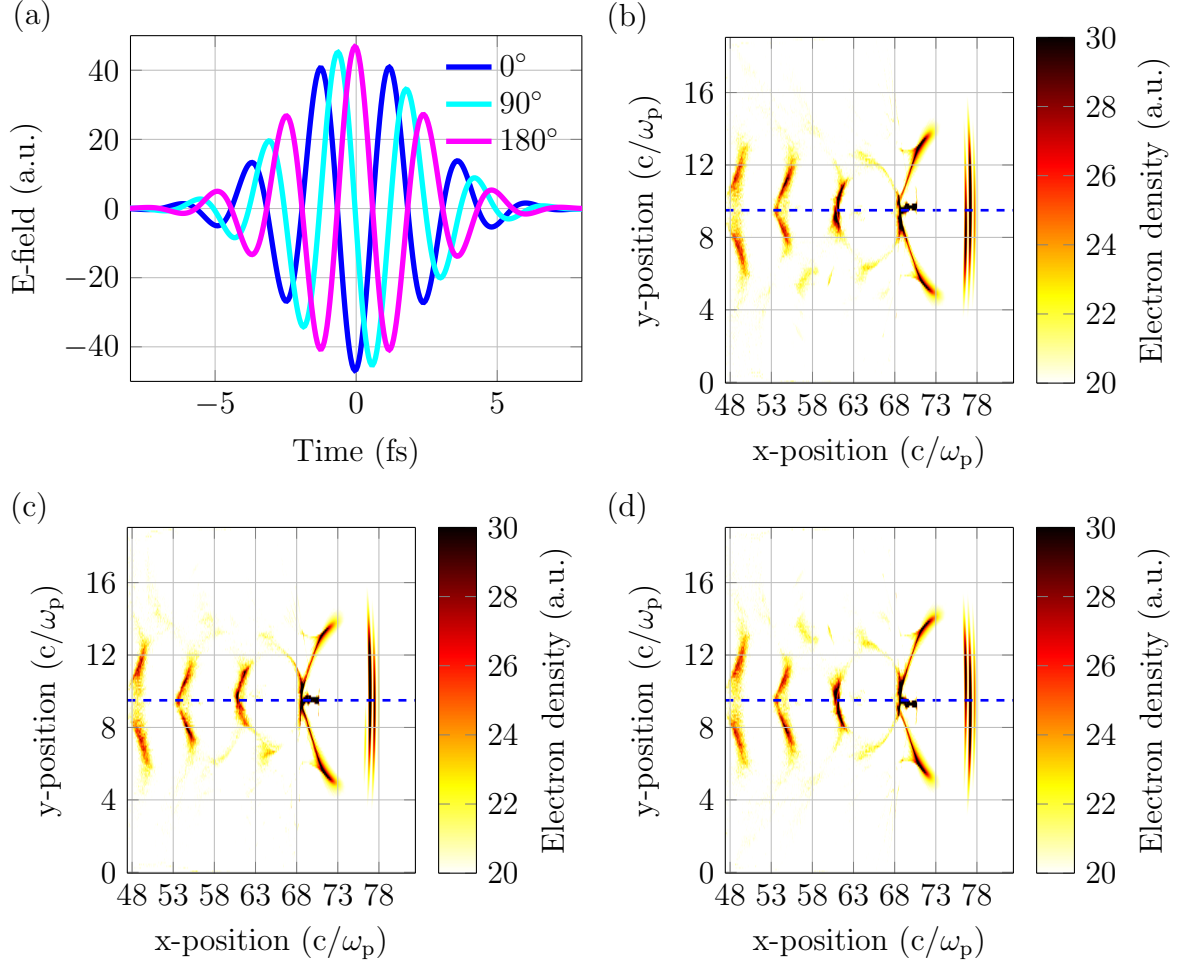 (a)
E-field (a.u.)
40
20
0
−20
−40
−5
0
5
Time (fs)
0°
90°
180°
(b)
y-position (c/ωp)
16
12
8
4
0
48 53 58 63 68 73 78
x-position (c/ωp)
30
28
26
24
22
20
Electron density (a.u.)
(c)
y-position (c/ωp)
16
12
8
4
0
48 53 58 63 68 73 78
x-position (c/ωp)
30
28
26
24
22
20
Electron density (a.u.)
(d)
y-position (c/ωp)
16
12
8
4
0
48 53 58 63 68 73 78
x-position (c/ωp)
30
28
26
24
22
20
Electron density (a.u.)